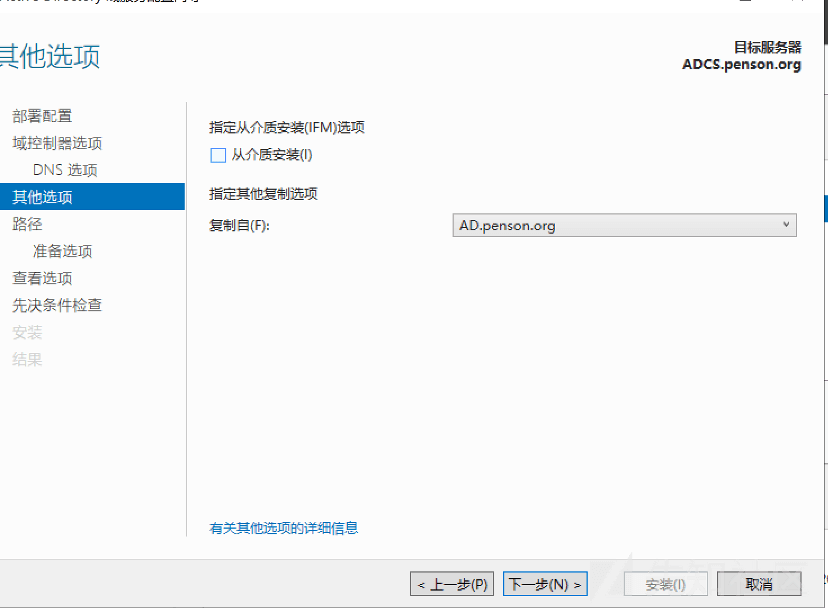 其他选项
目标服务器
ADCS.penson.org
部署配置
域控制器选项
DNS 选项
其他选项
路径
准备选项
查看选项
先决条件检查
安装
结果
指定从介质安装(IFM)选项
从介质安装(I)
指定其他复制选项
复制自(F):
AD.penson.org
有关其他选项的详细信息
< 上一步(P)
下一步(N) >
安装(I)
取消